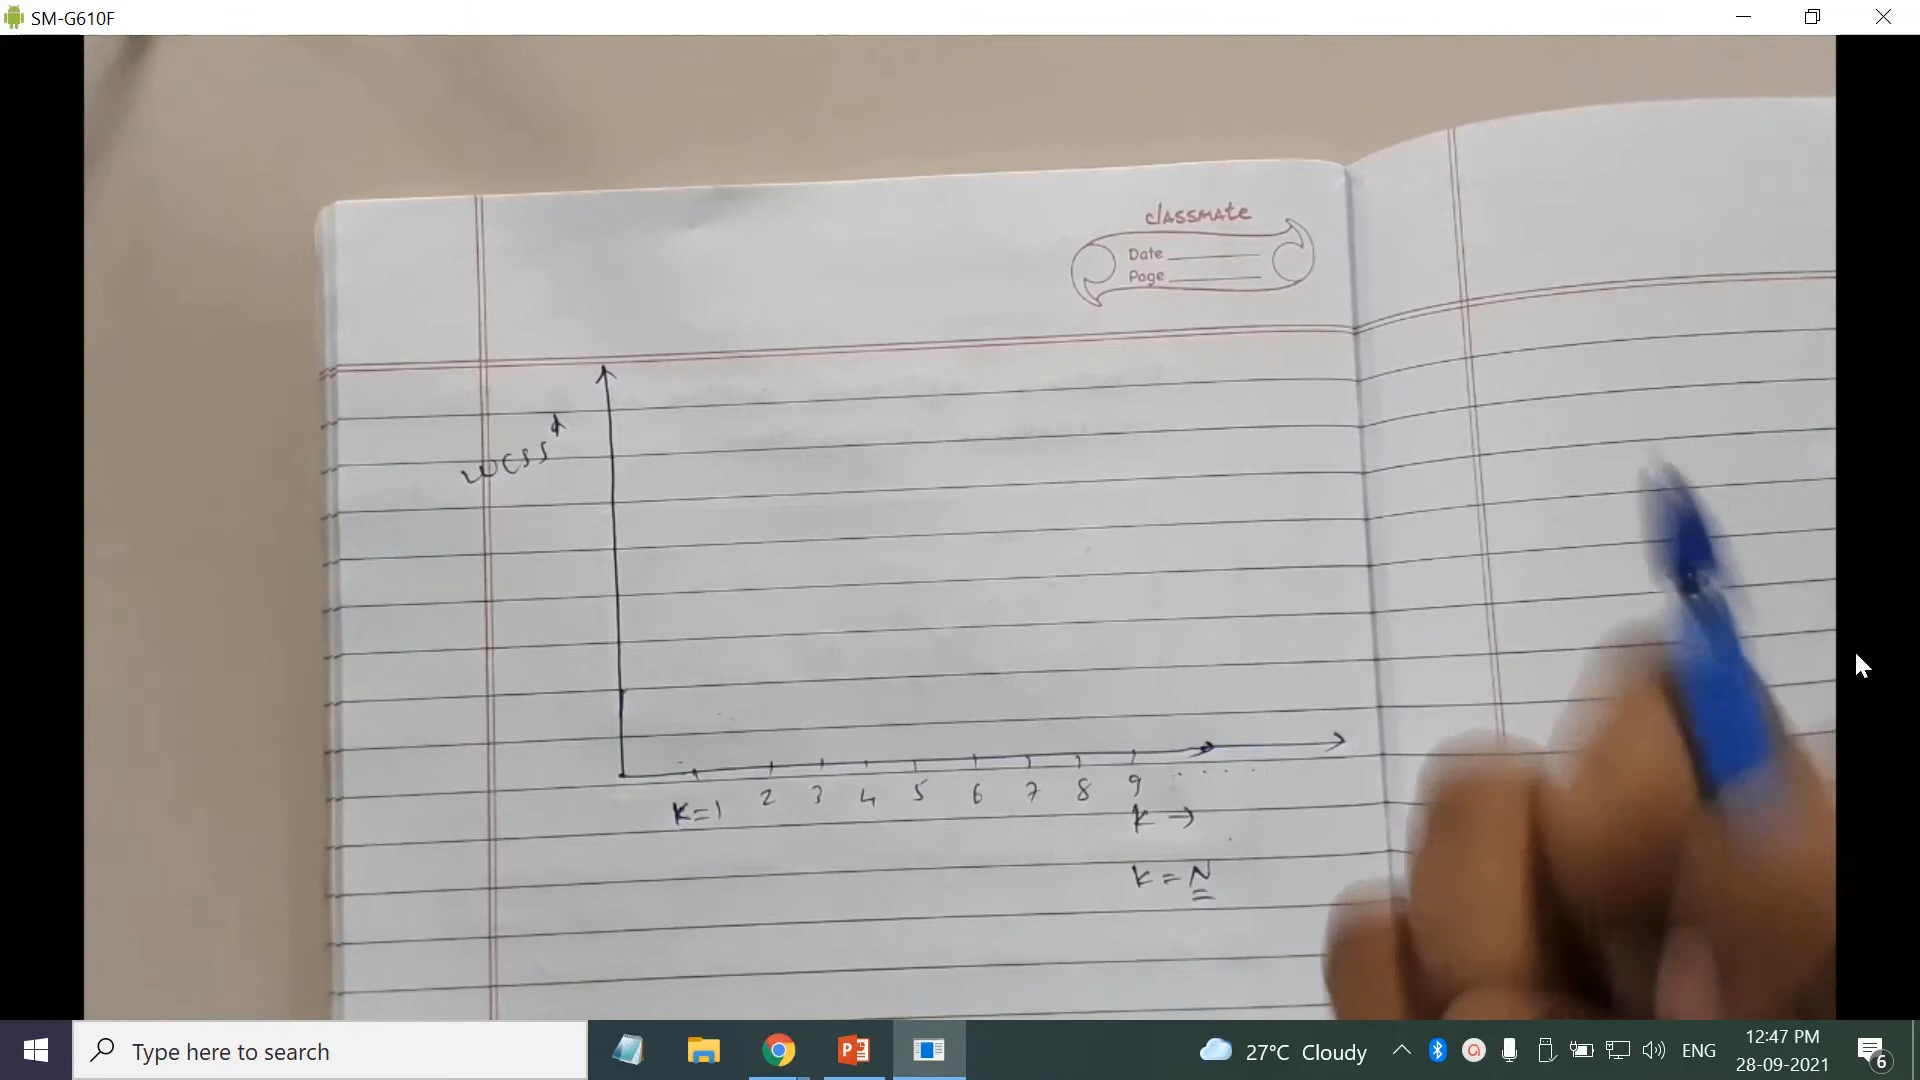 SM-G610F
classmate
Date
Page
WCSS
K=1 2 3 4 5 6 7 8 9 ....
k →
k = N
Type here to search
27°C Cloudy
ENG
12:47 PM
28-09-2021
6